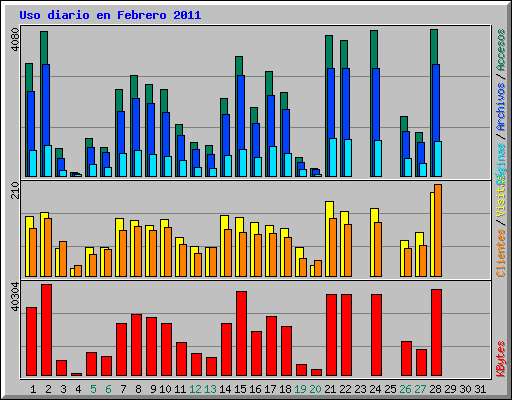 Uso diario en Febrero 2011
4080
210
40304
Clientes / Visitas
Páginas / Archivos / Accesos
KBytes
1 2 3 4 5 6 7 8 9 10 11 12 13 14 15 16 17 18 19 20 21 22 23 24 25 26 27 28 29 30 31